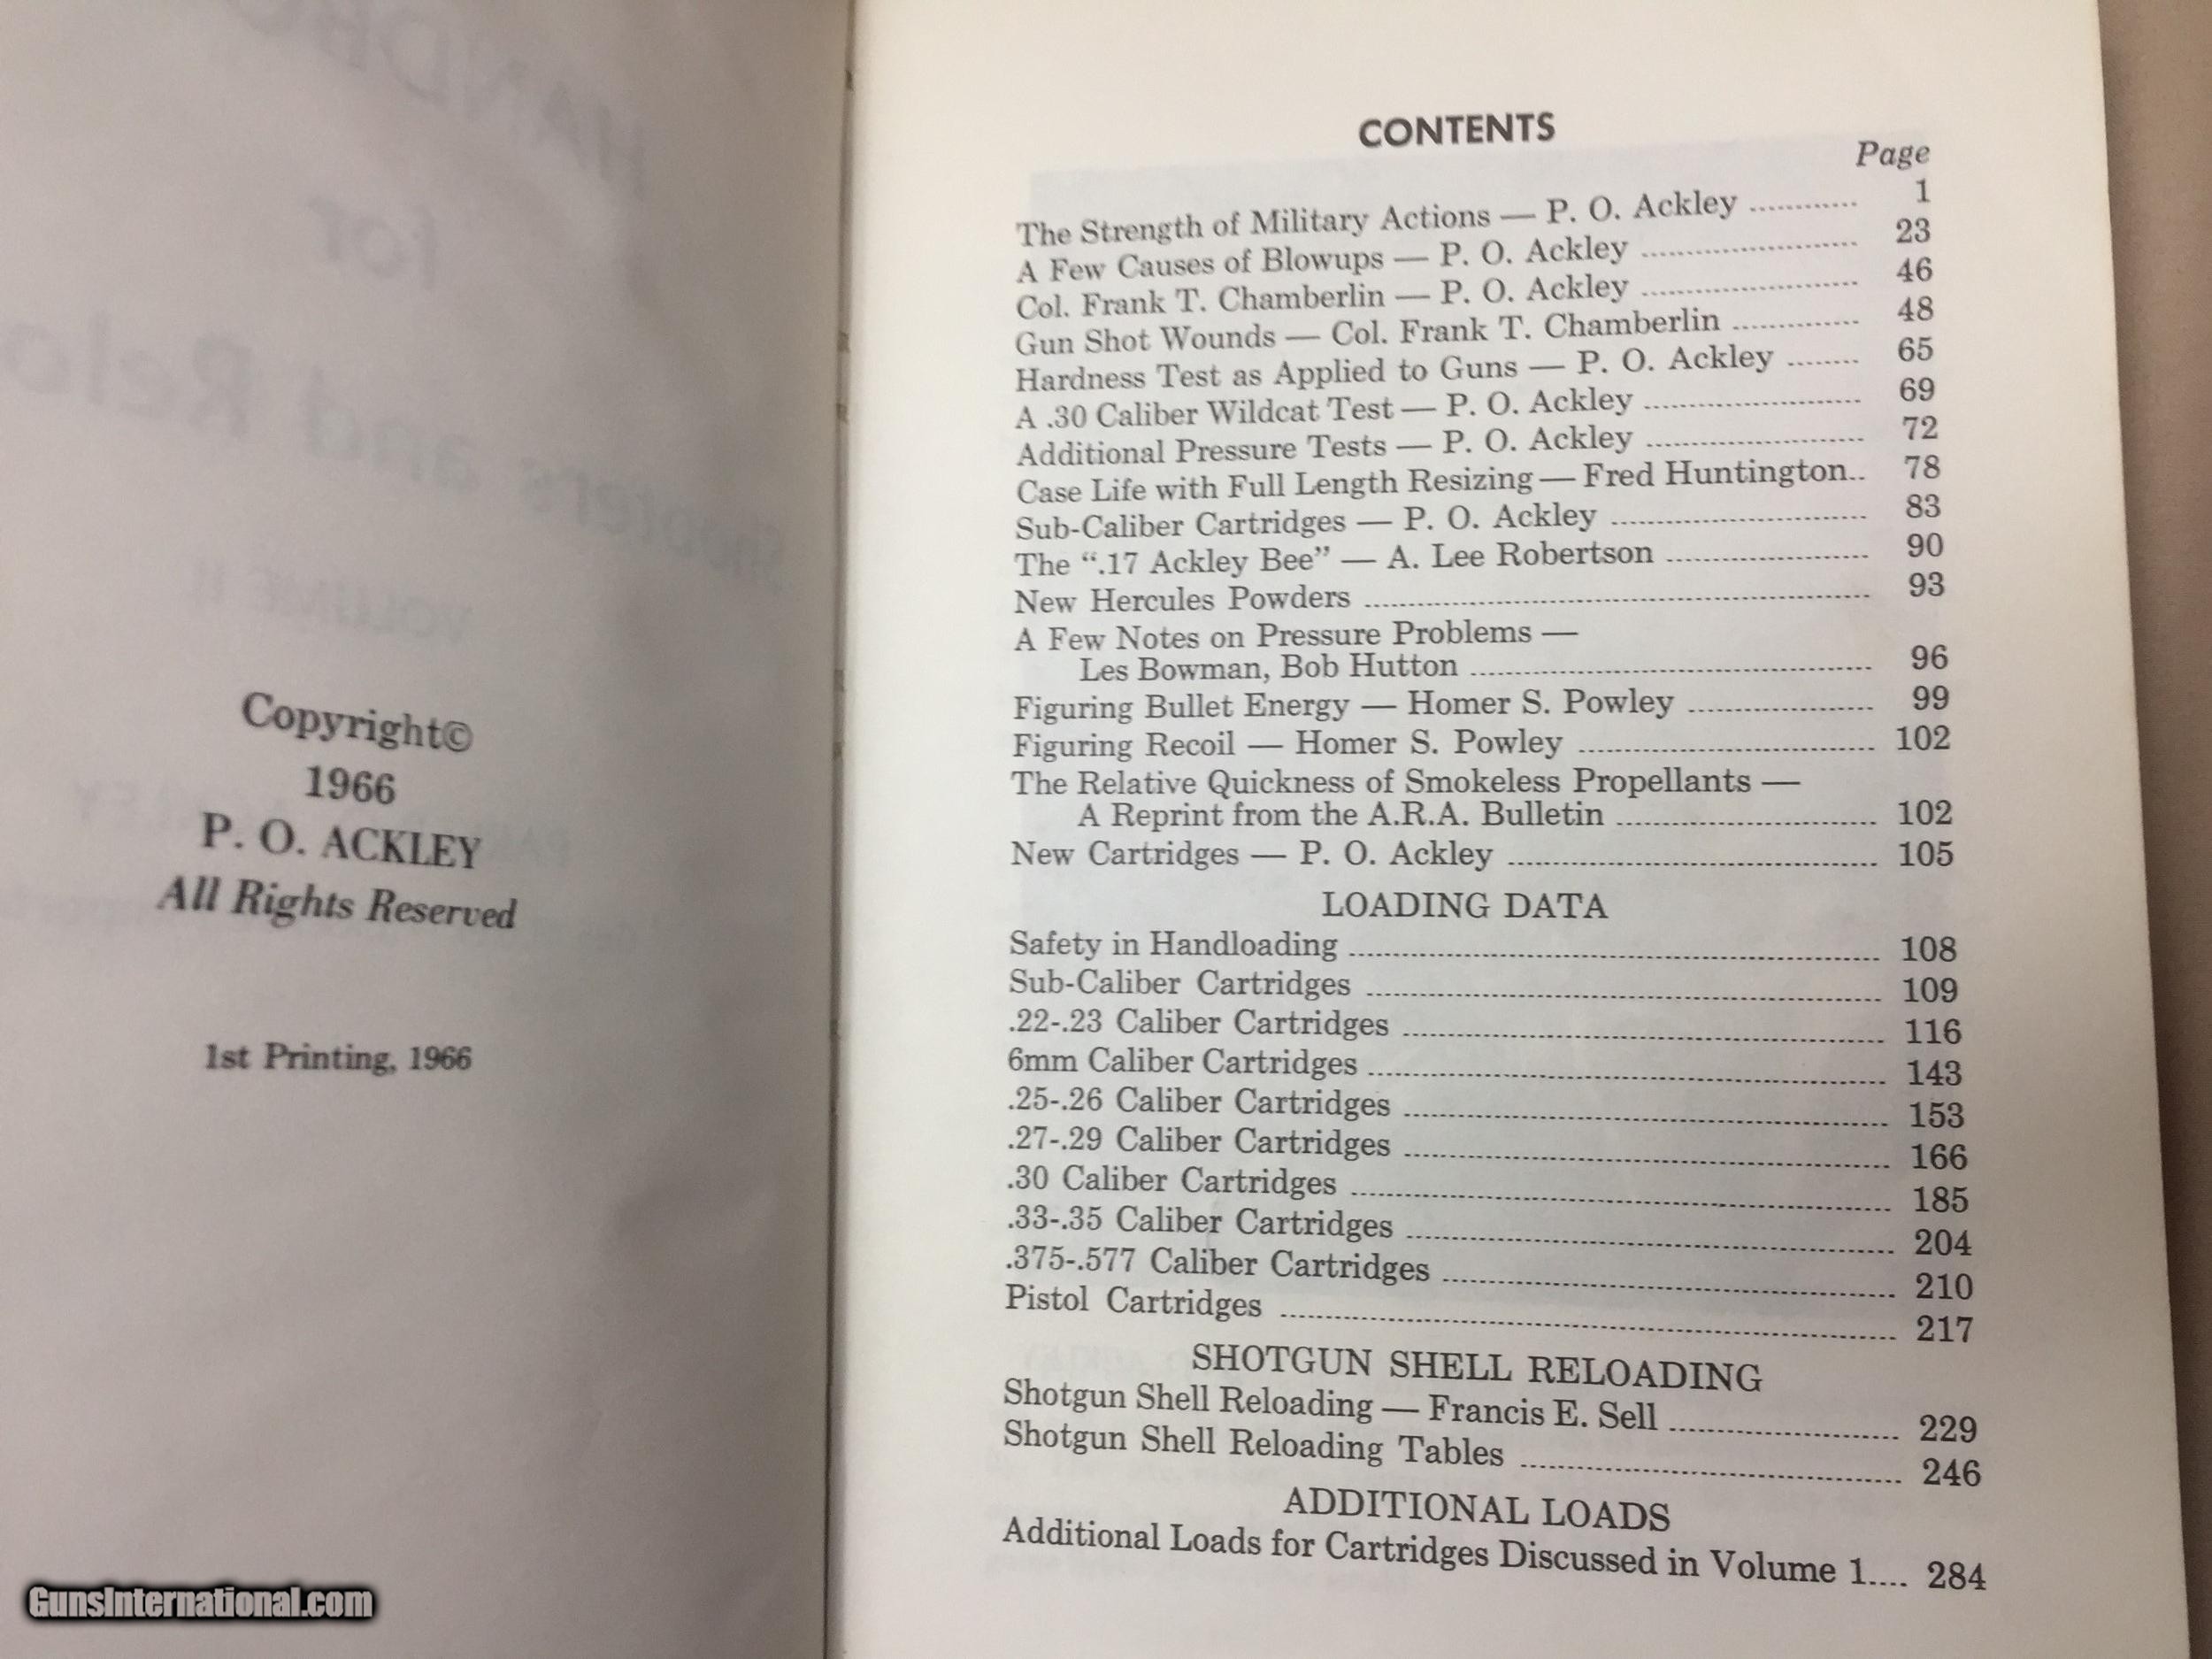 Copyright©
1966
P. O. ACKLEY
All Rights Reserved
1st Printing, 1966
CONTENTS
Page
The Strength of Military Actions — P. O. Ackley ............ 1
A Few Causes of Blowups — P. O. Ackley ........................ 23
Col. Frank T. Chamberlin — P. O. Ackley ........................ 46
Gun Shot Wounds — Col. Frank T. Chamberlin .............. 48
Hardness Test as Applied to Guns — P. O. Ackley ........ 65
A .30 Caliber Wildcat Test — P. O. Ackley ........................ 69
Additional Pressure Tests — P. O. Ackley ........................ 72
Case Life with Full Length Resizing — Fred Huntington.. 78
Sub-Caliber Cartridges — P. O. Ackley ............................ 83
The “.17 Ackley Bee” — A. Lee Robertson ...................... 90
New Hercules Powders ........................................................ 93
A Few Notes on Pressure Problems —
Les Bowman, Bob Hutton ............................................ 96
Figuring Bullet Energy — Homer S. Powley .................... 99
Figuring Recoil — Homer S. Powley ................................ 102
The Relative Quickness of Smokeless Propellants —
A Reprint from the A.R.A. Bulletin ............................ 102
New Cartridges — P. O. Ackley ........................................ 105
LOADING DATA
Safety in Handloading ........................................................ 108
Sub-Caliber Cartridges ........................................................ 109
.22-.23 Caliber Cartridges .................................................... 116
6mm Caliber Cartridges ........................................................ 143
.25-.26 Caliber Cartridges .................................................... 153
.27-.29 Caliber Cartridges .................................................... 166
.30 Caliber Cartridges ........................................................ 185
.33-.35 Caliber Cartridges .................................................... 204
.375-.577 Caliber Cartridges ................................................ 210
Pistol Cartridges ................................................................ 217
SHOTGUN SHELL RELOADING
Shotgun Shell Reloading — Francis E. Sell ........................ 229
Shotgun Shell Reloading Tables ........................................ 246
ADDITIONAL LOADS
Additional Loads for Cartridges Discussed in Volume 1.... 284
GunsInternational.com